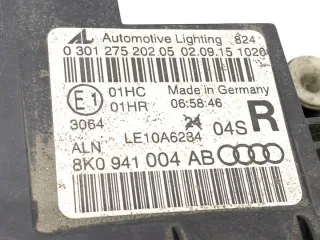 AL Automotive Lighting 824
0 301 275 202 05 02.09.15 1020
E1 01HC Made in Germany
01HR 06:58:46
3064 24 04S R
ALN LE10A6284
8K0 941 004 AB